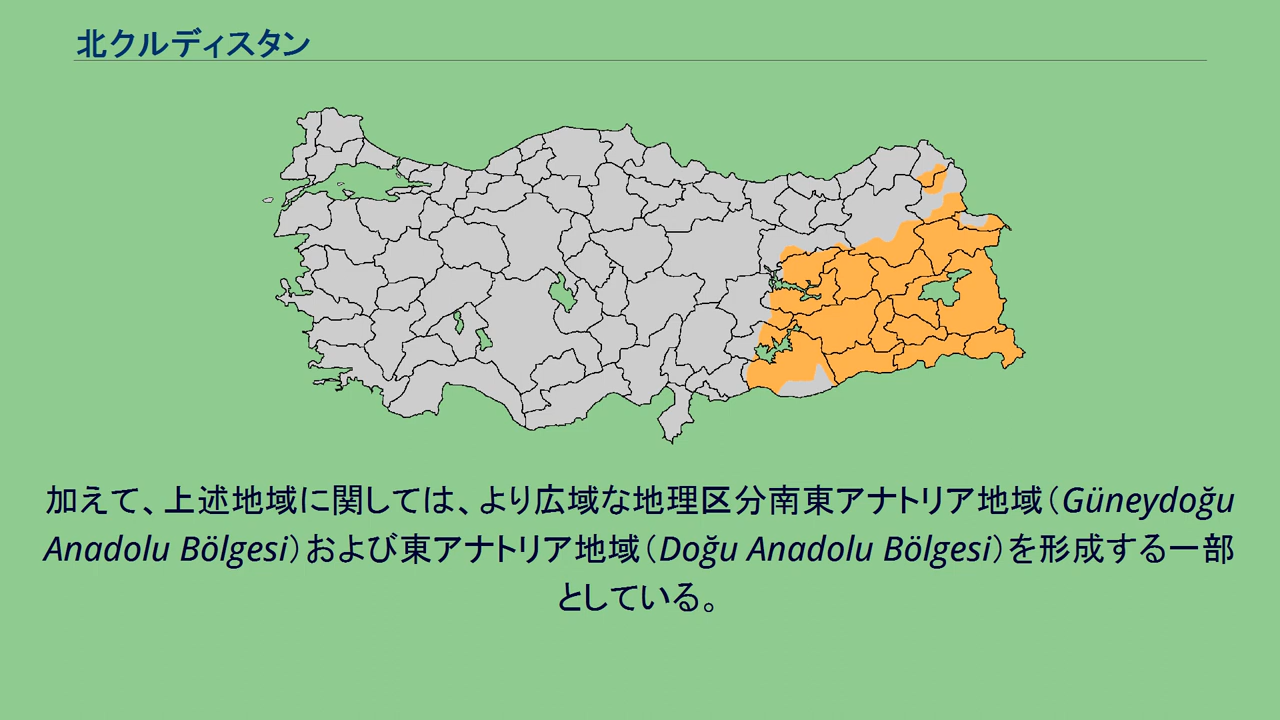 北クルディスタン
加えて、上述地域に関しては、より広域な地理区分南東アナトリア地域（Güneydoğu
Anadolu Bölgesi）および東アナトリア地域（Doğu Anadolu Bölgesi）を形成する一部
としている。